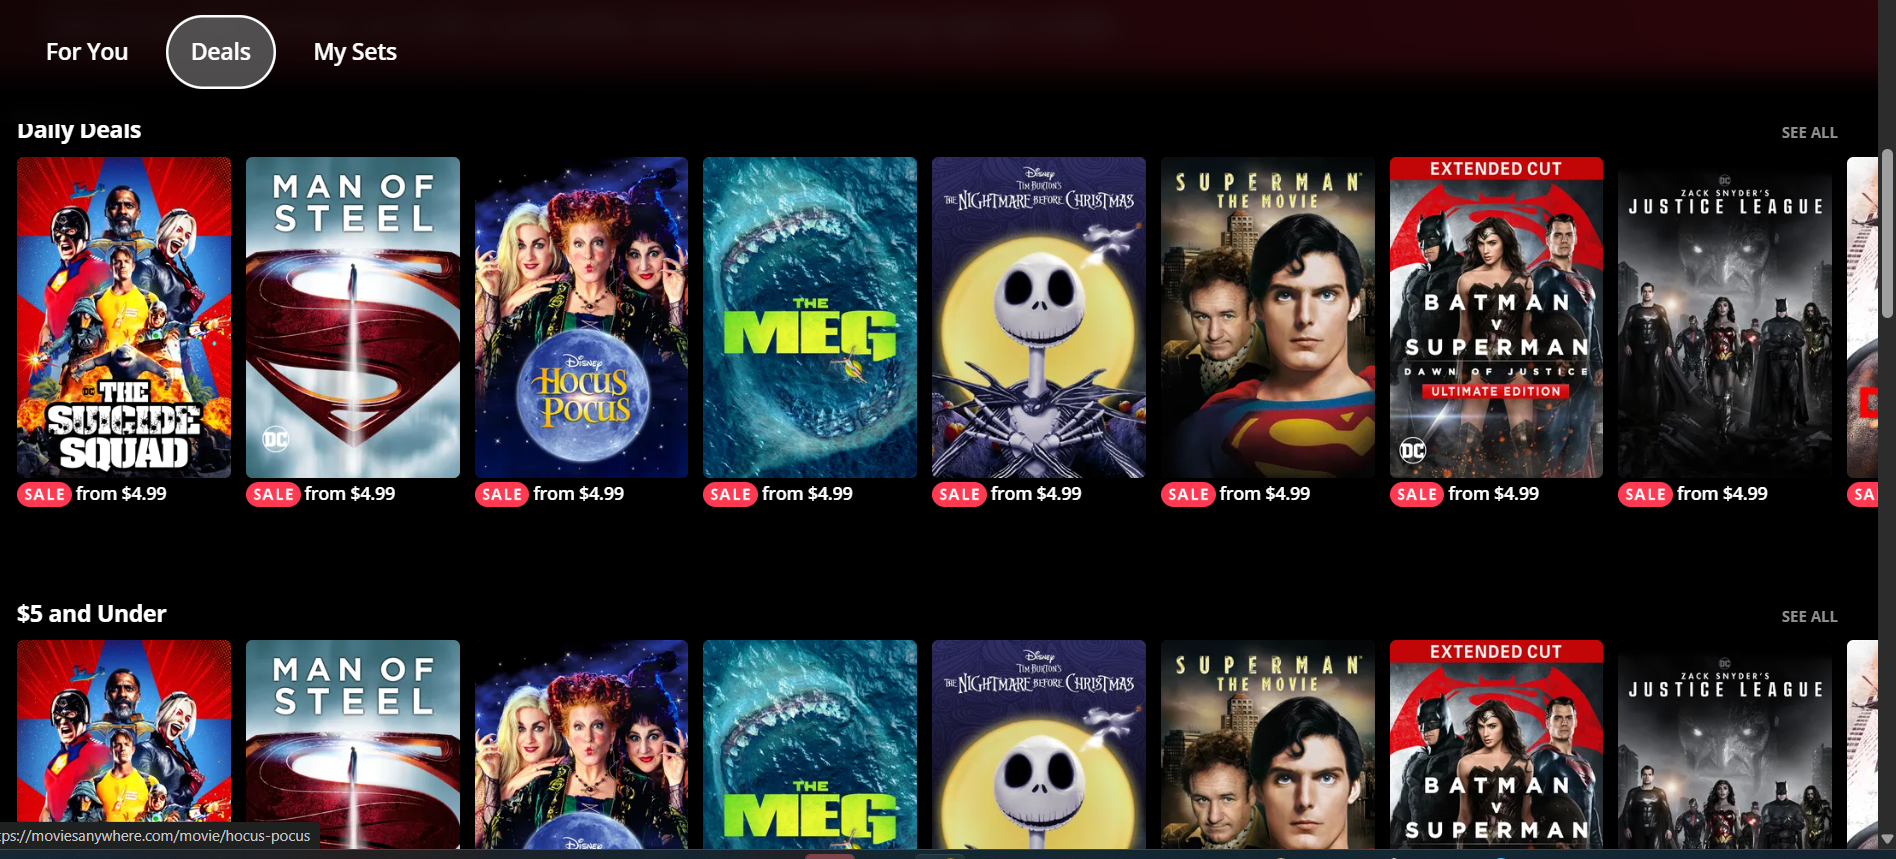 For You
Deals
My Sets
Daily Deals
SEE ALL
DC
THE
SUICIDE
SQUAD
MAN OF
STEEL
DC
Disney
HOCUS
POCUS
THE
MEG
Disney
TIM BURTON'S
THE NIGHTMARE BEFORE CHRISTMAS
SUPERMAN
THE MOVIE
EXTENDED CUT
BATMAN
V
SUPERMAN
DAWN OF JUSTICE
ULTIMATE EDITION
DC
DC
ZACK SNYDER'S
JUSTICE LEAGUE
SALE from $4.99
SALE from $4.99
SALE from $4.99
SALE from $4.99
SALE from $4.99
SALE from $4.99
SALE from $4.99
SALE from $4.99
SA
$5 and Under
SEE ALL
MAN OF
STEEL
Disney
THE
MEG
Disney
TIM BURTON'S
THE NIGHTMARE BEFORE CHRISTMAS
SUPERMAN
THE MOVIE
EXTENDED CUT
BATMAN
V
SUPERMAN
DC
ZACK SNYDER'S
JUSTICE LEAGUE
tps://moviesanywhere.com/movie/hocus-pocus